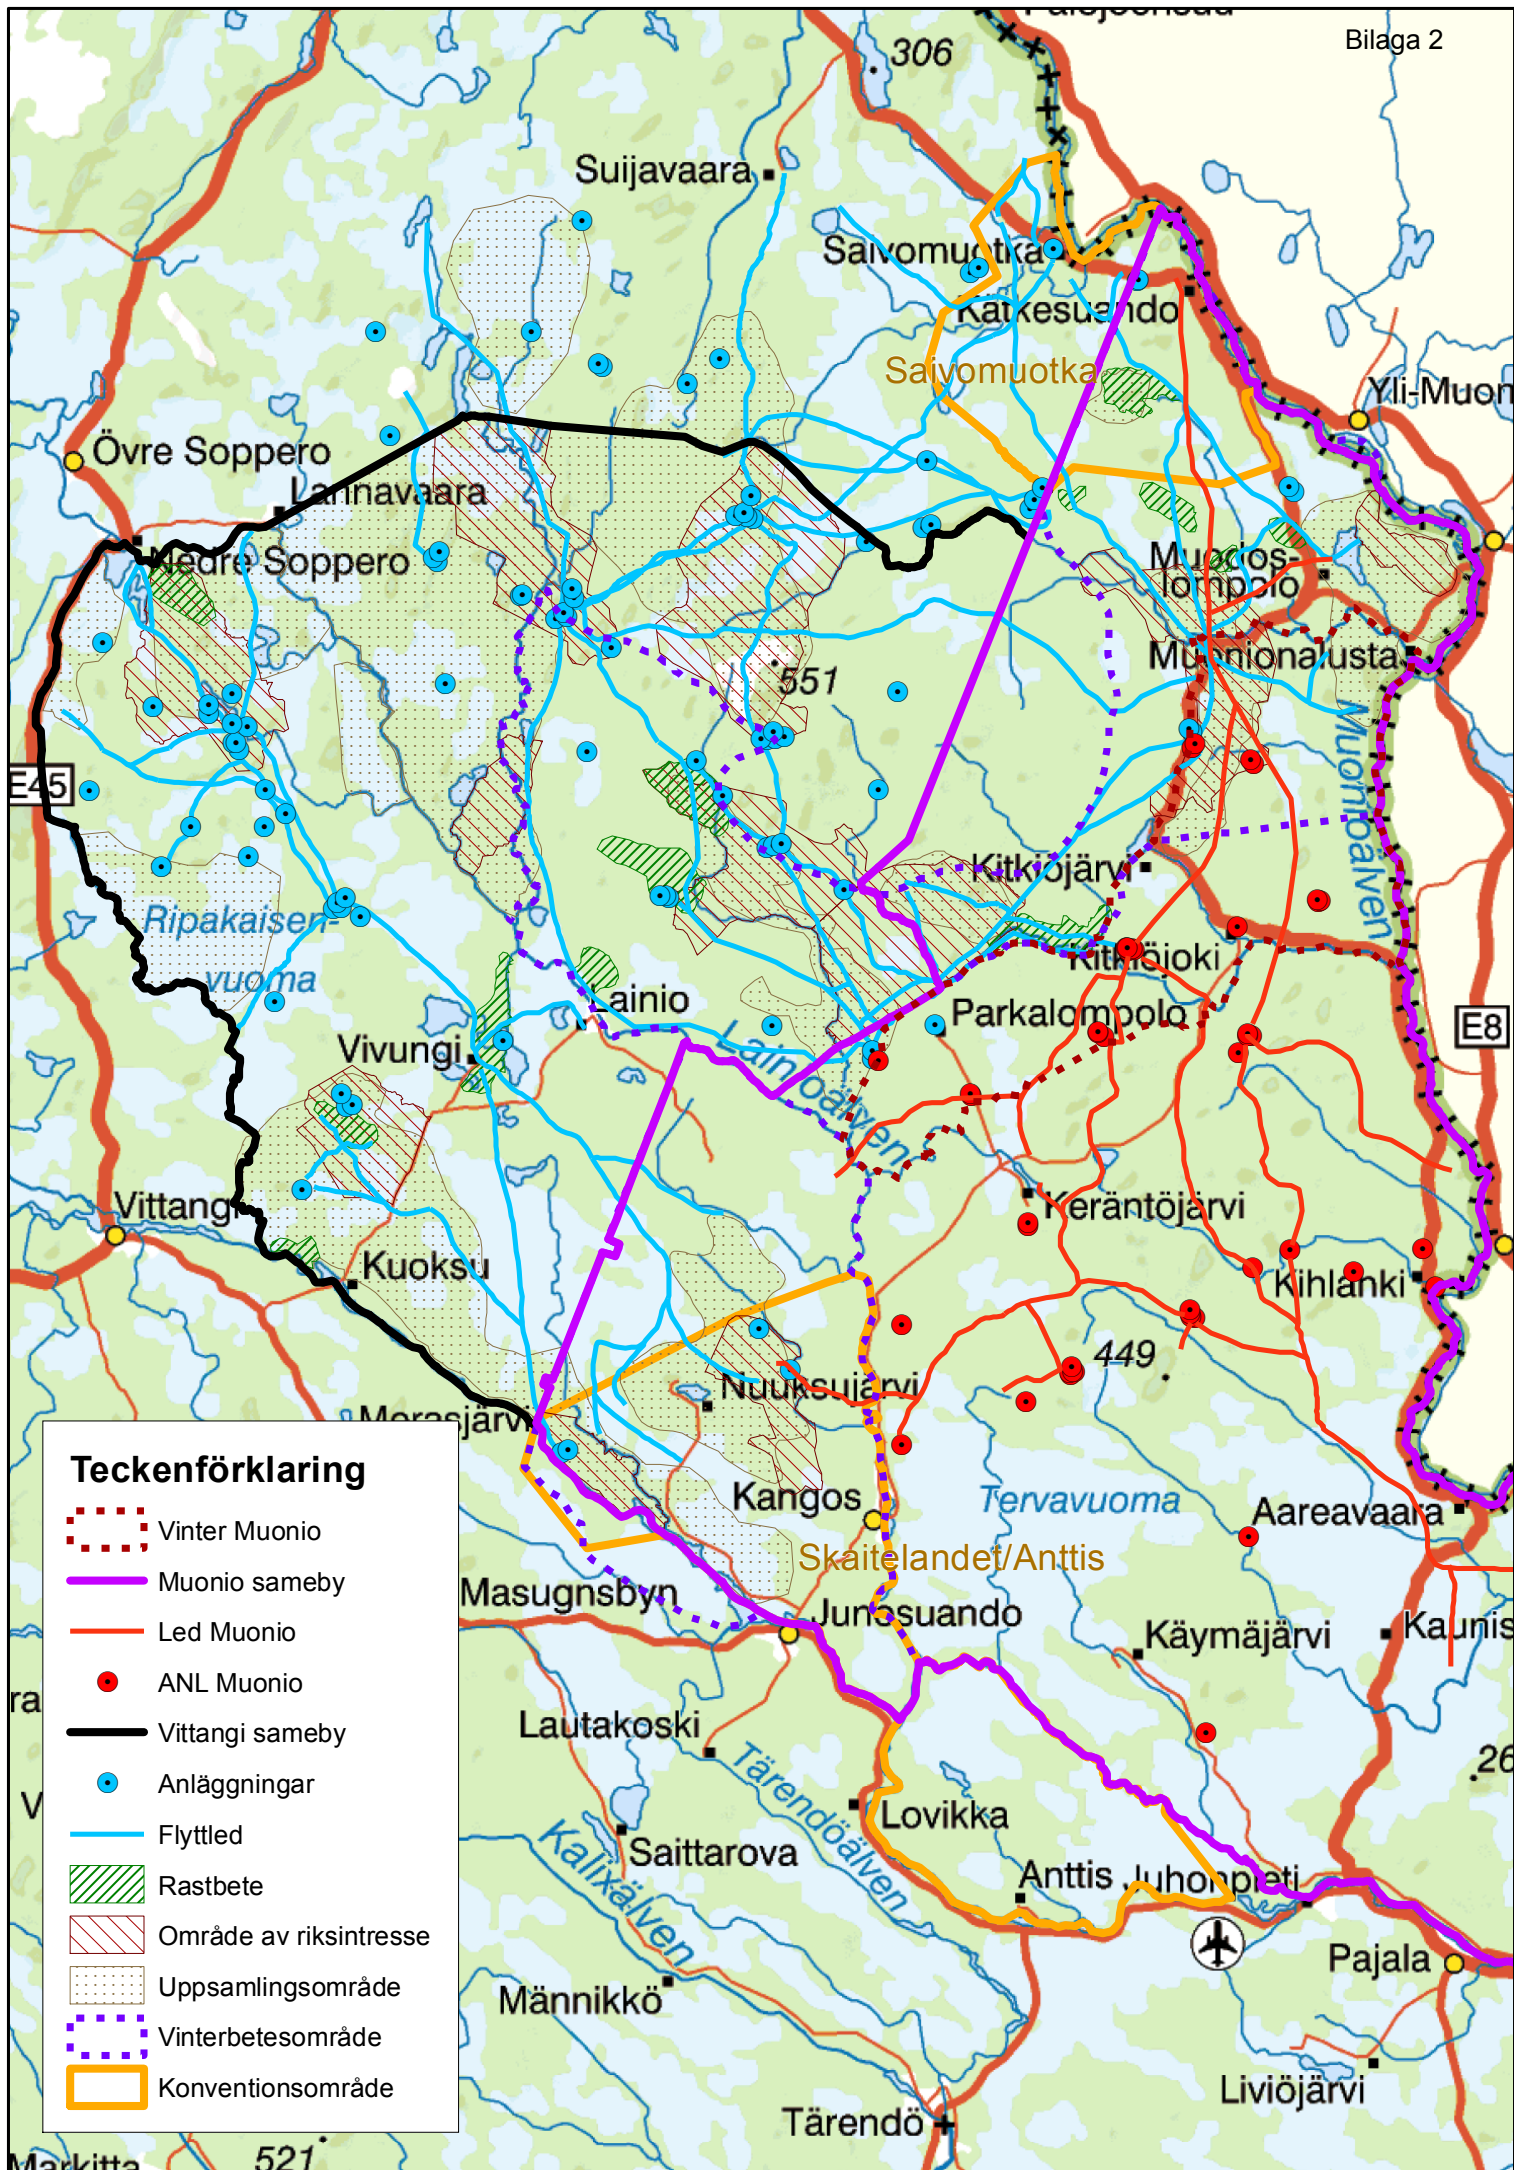 Bilaga 2
306
Suijavaara
Saivomuotka
Kätkesuando
Saivomuotka
Yli-Muon
Övre Soppero
Lannavaara
Nedre Soppero
Muodos-
lompolo
Muonionalusta
551
Muonioälven
E45
Kitkiöjärvi
Ripakaisen-
vuoma
Kitkiöjoki
Lainio
Parkalompolo
E8
Vivungi
Lainioälven
Vittangi
Keräntöjärvi
Kuoksu
Kihlanki
449
Nuuksujärvi
Merasjärvi
Teckenförklaring
Vinter Muonio
Muonio sameby
Led Muonio
ANL Muonio
Vittangi sameby
Anläggningar
Flyttled
Rastbete
Område av riksintresse
Uppsamlingsområde
Vinterbetesområde
Konventionsområde
Kangos
Tervavuoma
Aareavaara
Skaitelandet/Anttis
Masugnsbyn
Junosuando
Käymäjärvi
Kaunis
ra
Lautakoski
Tärendöälven
26
V
Lovikka
Saittarova
Kalixälven
Anttis
Juhonpieti
Pajala
Männikkö
Liviöjärvi
Tärendö
521
Markitta